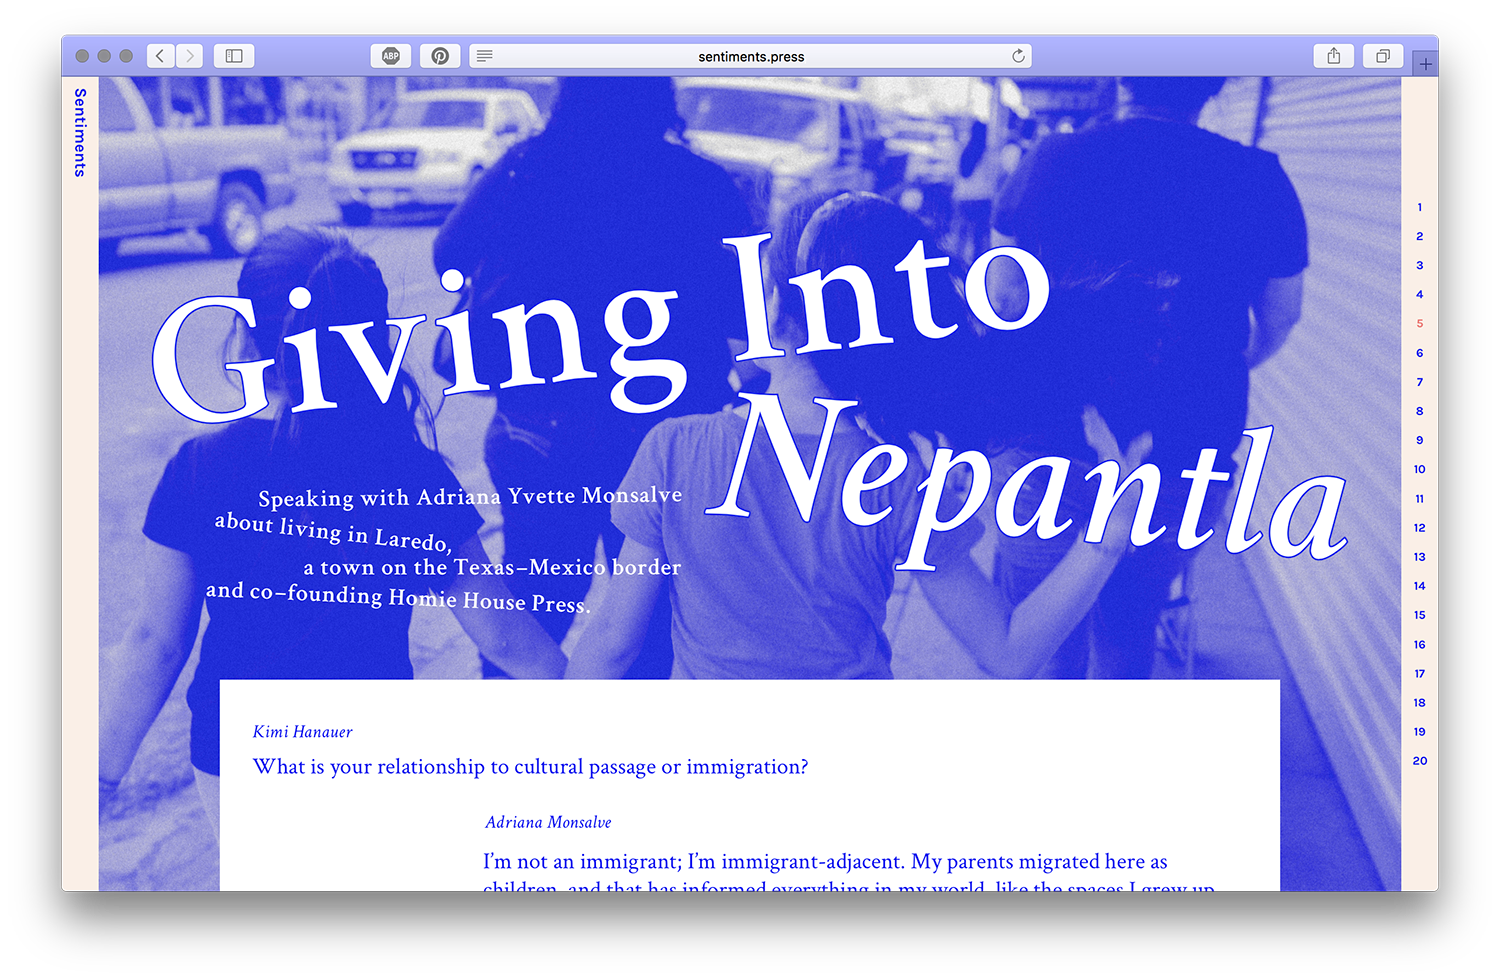 ABP
sentiments.press
Sentiments
Giving Into
Nepantla
Speaking with Adriana Yvette Monsalve
about living in Laredo,
a town on the Texas–Mexico border
and co–founding Homie House Press.
Kimi Hanauer
What is your relationship to cultural passage or immigration?
Adriana Monsalve
I’m not an immigrant; I’m immigrant-adjacent. My parents migrated here as
children, and that has informed everything in my world, like the spaces I grew up
1
2
3
4
5
6
7
8
9
10
11
12
13
14
15
16
17
18
19
20